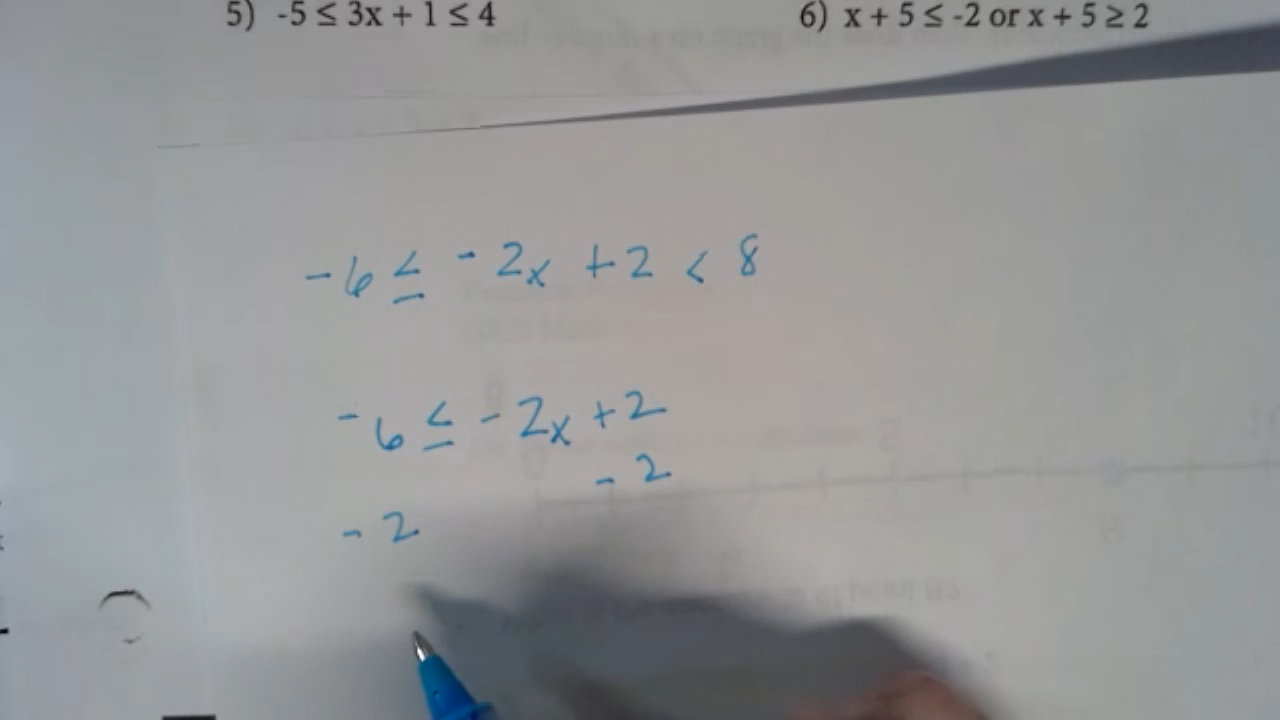 5) -5 ≤ 3x + 1 ≤ 4
6) x + 5 ≤ -2 or x + 5 ≥ 2
-6 ≤ -2x +2 < 8
-6 ≤ -2x +2
-2
-2